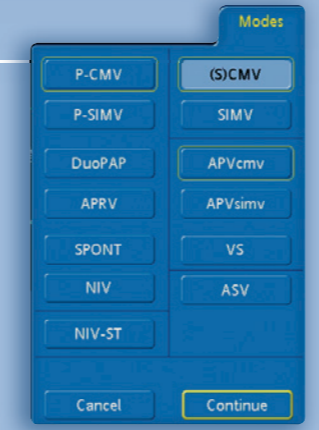 Modes
P-CMV (S)CMV
P-SIMV SIMV
DuoPAP APVcmv
APRV APVsimv
SPONT VS
NIV ASV
NIV-ST
Cancel Continue